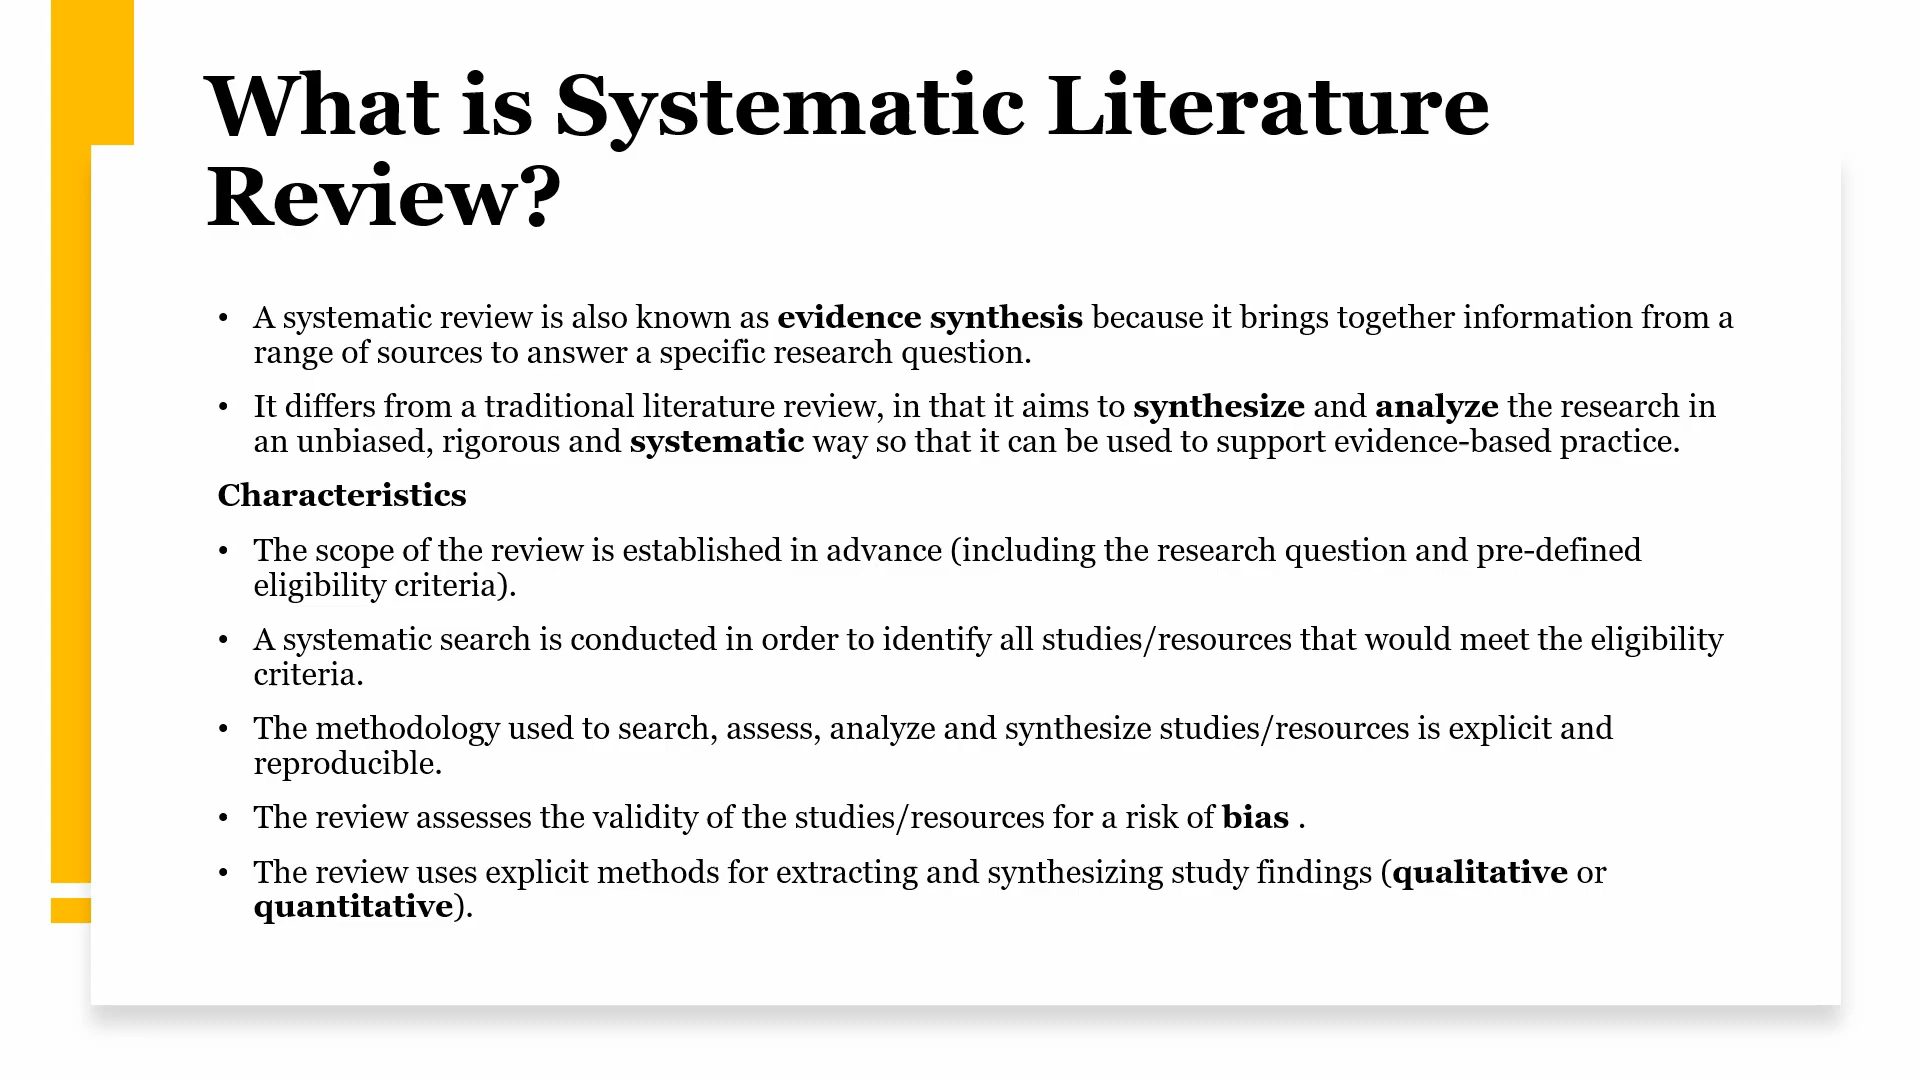 What is Systematic Literature
Review?
• A systematic review is also known as evidence synthesis because it brings together information from a
range of sources to answer a specific research question.
• It differs from a traditional literature review, in that it aims to synthesize and analyze the research in
an unbiased, rigorous and systematic way so that it can be used to support evidence-based practice.
Characteristics
• The scope of the review is established in advance (including the research question and pre-defined
eligibility criteria).
• A systematic search is conducted in order to identify all studies/resources that would meet the eligibility
criteria.
• The methodology used to search, assess, analyze and synthesize studies/resources is explicit and
reproducible.
• The review assesses the validity of the studies/resources for a risk of bias .
• The review uses explicit methods for extracting and synthesizing study findings (qualitative or
quantitative).